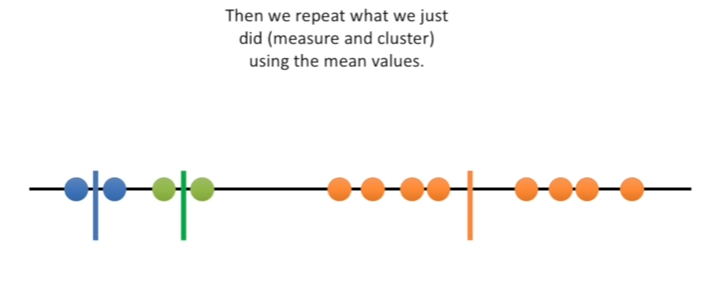 Then we repeat what we just
did (measure and cluster)
using the mean values.